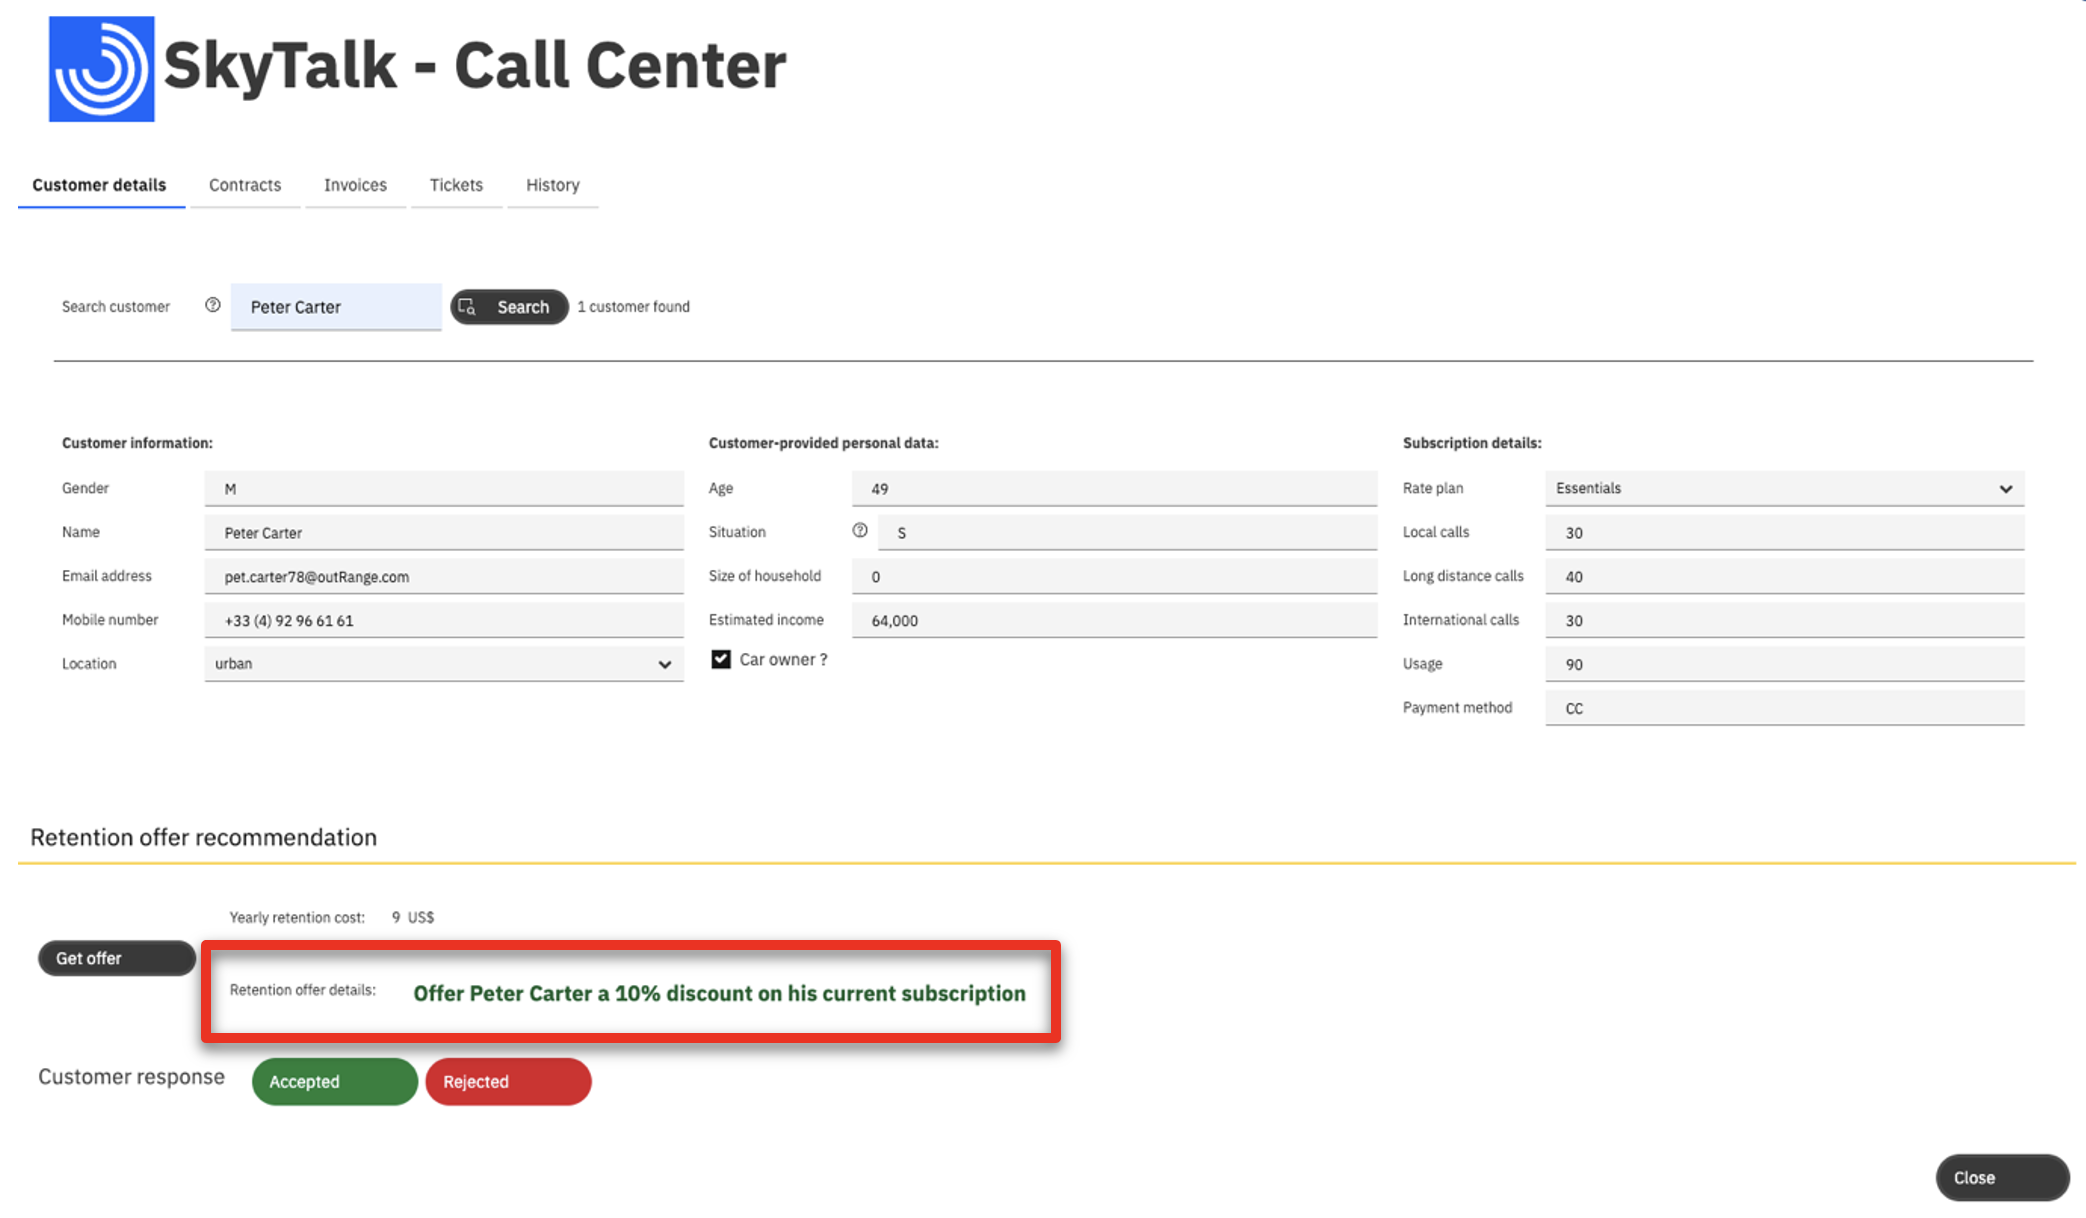 SkyTalk - Call Center
Customer details Contracts Invoices Tickets History
Search customer ? Peter Carter Search 1 customer found
Customer information: Customer-provided personal data: Subscription details:
Gender M Age 49 Rate plan Essentials
Name Peter Carter Situation ? S Local calls 30
Email address pet.carter78@outRange.com Size of household 0 Long distance calls 40
Mobile number +33 (4) 92 96 61 61 Estimated income 64,000 International calls 30
Location urban Car owner ? Usage 90
Payment method CC
Retention offer recommendation
Yearly retention cost: 9 US$
Get offer
Retention offer details: Offer Peter Carter a 10% discount on his current subscription
Customer response Accepted Rejected
Close